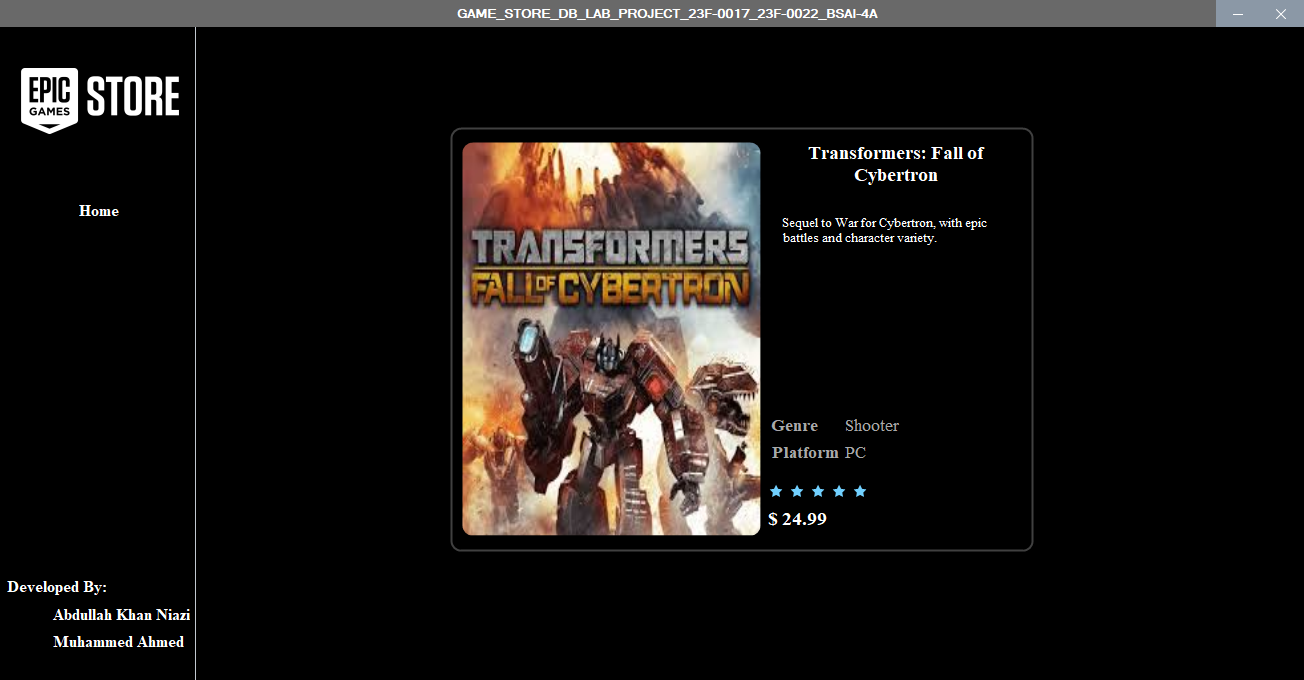 GAME_STORE_DB_LAB_PROJECT_23F-0017_23F-0022_BSAI-4A
EPIC
GAMES
STORE
Home
Developed By:
Abdullah Khan Niazi
Muhammed Ahmed
TRANSFORMERS
FALL OF CYBERTRON
Transformers: Fall of
Cybertron
Sequel to War for Cybertron, with epic
battles and character variety.
Genre Shooter
Platform PC
$ 24.99